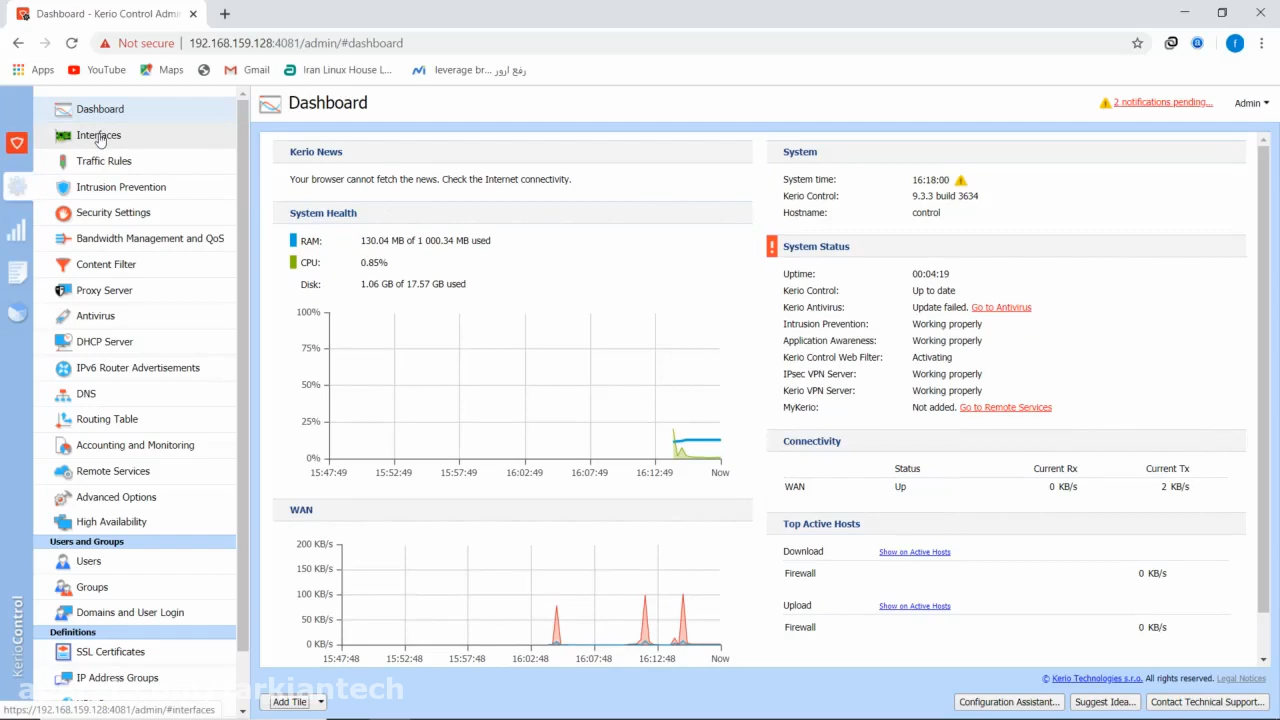 Dashboard - Kerio Control Admi
Not secure 192.168.159.128:4081/admin/#dashboard
Apps YouTube Maps Gmail Iran Linux House L... leverage br... رفع ارور
Dashboard
Interfaces
Traffic Rules
Intrusion Prevention
Security Settings
Bandwidth Management and QoS
Content Filter
Proxy Server
Antivirus
DHCP Server
IPv6 Router Advertisements
DNS
Routing Table
Accounting and Monitoring
Remote Services
Advanced Options
High Availability
Users and Groups
Users
Groups
Domains and User Login
Definitions
SSL Certificates
IP Address Groups
KerioControl
https://192.168.159.128:4081/admin/#interfaces
Dashboard
2 notifications pending...
Admin
Kerio News
Your browser cannot fetch the news. Check the Internet connectivity.
System Health
RAM: 130.04 MB of 1 000.34 MB used
CPU: 0.85%
Disk: 1.06 GB of 17.57 GB used
100%
75%
50%
25%
0%
15:47:49 15:52:49 15:57:49 16:02:49 16:07:49 16:12:49 Now
WAN
200 KB/s
150 KB/s
100 KB/s
50 KB/s
0 KB/s
15:47:48 15:52:48 15:57:48 16:02:48 16:07:48 16:12:48 Now
System
System time: 16:18:00
Kerio Control: 9.3.3 build 3634
Hostname: control
System Status
Uptime: 00:04:19
Kerio Control: Up to date
Kerio Antivirus: Update failed. Go to Antivirus
Intrusion Prevention: Working properly
Application Awareness: Working properly
Kerio Control Web Filter: Activating
IPsec VPN Server: Working properly
Kerio VPN Server: Working properly
MyKerio: Not added. Go to Remote Services
Connectivity
Status Current Rx Current Tx
WAN Up 0 KB/s 2 KB/s
Top Active Hosts
Download Show on Active Hosts
Firewall 0 KB/s
Upload Show on Active Hosts
Firewall 0 KB/s
© Kerio Technologies s.r.o. All rights reserved. Legal Notices
Add Tile
Configuration Assistant... Suggest Idea... Contact Technical Support...